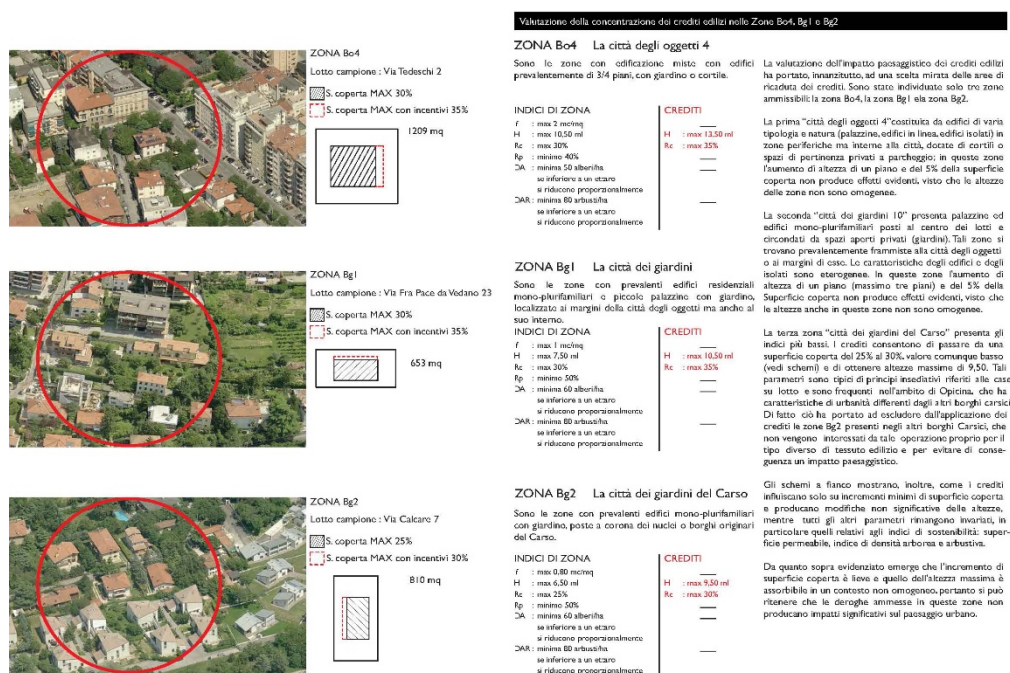 ZONA Bo4
Lotto campione : Via Tedeschi 2
S. coperta MAX 30%
S. coperta MAX con incentivi 35%
1209 mq
ZONA Bg1
Lotto campione : Via Fra Pace da Vedano 23
S. coperta MAX 30%
S. coperta MAX con incentivi 35%
653 mq
ZONA Bg2
Lotto campione : Via Calcare 7
S. coperta MAX 25%
S. coperta MAX con incentivi 30%
810 mq
Valutazione della concentrazione dei crediti edilizi nelle Zone Bo4, Bg1 e Bg2
ZONA Bo4 La città degli oggetti 4
Sono le zone con edificazione miste con edifici
prevalentemente di 3/4 piani, con giardino o cortile.
INDICI DI ZONA
If : max 2 mc/mq
H : max 10,50 ml
Rc : max 30%
Rp : minimo 40%
DA : minima 50 alberi/ha
se inferiore a un ettaro
si riducono proporzionalmente
DAR : minima 80 arbusti/ha
se inferiore a un ettaro
si riducono proporzionalmente
CREDITI
H : max 13,50 ml
Rc : max 35%
ZONA Bg1 La città dei giardini
Sono le zone con prevalenti edifici residenziali
mono-plurifamiliari e piccole palazzine con giardino,
localizzate ai margini della città degli oggetti ma anche al
suo interno.
INDICI DI ZONA
If : max 1 mc/mq
H : max 7,50 ml
Rc : max 30%
Rp : minimo 50%
DA : minima 60 alberi/ha
se inferiore a un ettaro
si riducono proporzionalmente
DAR : minima 80 arbusti/ha
se inferiore a un ettaro
si riducono proporzionalmente
CREDITI
H : max 10,50 ml
Rc : max 35%
ZONA Bg2 La città dei giardini del Carso
Sono le zone con prevalenti edifici mono-plurifamiliari
con giardino, poste a corona dei nuclei o borghi originari
del Carso.
INDICI DI ZONA
If : max 0,80 mc/mq
H : max 6,50 ml
Rc : max 25%
Rp : minimo 50%
DA : minima 60 alberi/ha
se inferiore a un ettaro
si riducono proporzionalmente
DAR : minima 80 arbusti/ha
se inferiore a un ettaro
si riducono proporzionalmente
CREDITI
H : max 9,50 ml
Rc : max 30%
La valutazione dell'impatto paesaggistico dei crediti edilizi
ha portato, innanzitutto, ad una scelta mirata delle aree di
ricaduta dei crediti. Sono state individuate solo tre zone
ammissibili: la zona Bo4, la zona Bg1 e la zona Bg2.
La prima "città degli oggetti 4" costituita da edifici di varia
tipologia e natura (palazzine, edifici in linea, edifici isolati) in
zone periferiche ma interne alla città, dotate di cortili o
spazi di pertinenza privati a parcheggio; in queste zone
l'aumento di altezza di un piano e del 5% della superficie
coperta non produce effetti evidenti, visto che le altezze
delle zone non sono omogenee.
La seconda "città dei giardini 10" presenta palazzine ed
edifici mono-plurifamiliari posti al centro dei lotti e
circondati da spazi aperti privati (giardini). Tali zone si
trovano prevalentemente frammiste alla città degli oggetti
o ai margini di esse. Le caratteristiche degli edifici e degli
isolati sono eterogenee. In queste zone l'aumento di
altezza di un piano (massimo tre piani) e del 5% della
Superficie coperta non produce effetti evidenti, visto che
le altezze anche in queste zone non sono omogenee.
La terza zona "città dei giardini del Carso" presenta gli
indici più bassi. I crediti consentono di passare da una
superficie coperta del 25% al 30%, valore comunque basso
(vedi schemi) e di ottenere altezze massime di 9,50. Tali
parametri sono tipici di principi insediativi riferiti alle case
su lotto e sono frequenti nell'ambito di Opicina, che ha
caratteristiche di urbanità differenti dagli altri borghi carsici
Di fatto ciò ha portato ad escludere dall'applicazione dei
crediti le zone Bg2 presenti negli altri borghi Carsici, che
non vengono interessati da tale operazione proprio per il
tipo diverso di tessuto edilizio e per evitare di conse-
guenza un impatto paesaggistico.
Gli schemi a fianco mostrano, inoltre, come i crediti
influiscano solo su incrementi minimi di superficie coperta
e producano modifiche non significative delle altezze,
mentre tutti gli altri parametri rimangono invariati, in
particolare quelli relativi agli indici di sostenibilità: super-
ficie permeabile, indice di densità arborea e arbustiva.
Da quanto sopra evidenziato emerge che l'incremento di
superficie coperta è lieve e quello dell'altezza massima è
assorbibile in un contesto non omogeneo, pertanto si può
ritenere che le deroghe ammesse in queste zone non
producano impatti significativi sul paesaggio urbano.